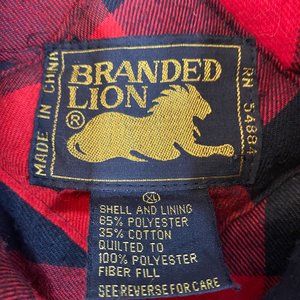 BRANDED
LION
®
MADE IN CHINA
RN 54884
XL
SHELL AND LINING
65% POLYESTER
35% COTTON
QUILTED TO
100% POLYESTER
FIBER FILL
SEE REVERSE FOR CARE